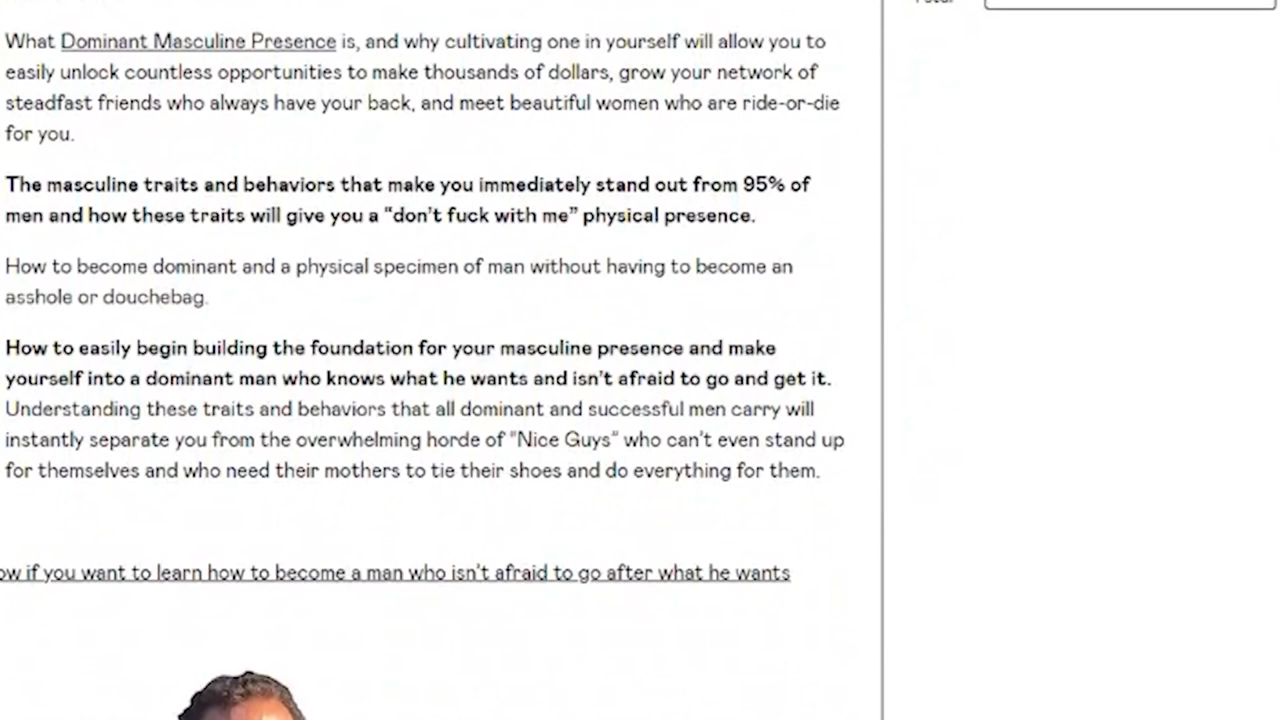 What Dominant Masculine Presence is, and why cultivating one in yourself will allow you to
easily unlock countless opportunities to make thousands of dollars, grow your network of
steadfast friends who always have your back, and meet beautiful women who are ride-or-die
for you.
The masculine traits and behaviors that make you immediately stand out from 95% of
men and how these traits will give you a “don’t fuck with me” physical presence.
How to become dominant and a physical specimen of man without having to become an
asshole or douchebag.
How to easily begin building the foundation for your masculine presence and make
yourself into a dominant man who knows what he wants and isn’t afraid to go and get it.
Understanding these traits and behaviors that all dominant and successful men carry will
instantly separate you from the overwhelming horde of “Nice Guys” who can’t even stand up
for themselves and who need their mothers to tie their shoes and do everything for them.
if you want to learn how to become a man who isn’t afraid to go after what he wants